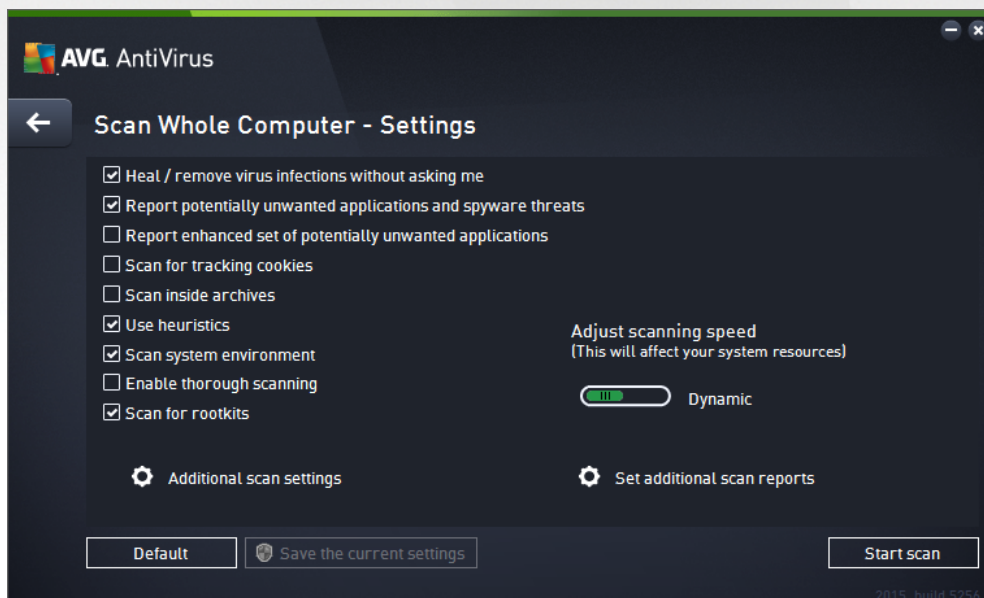 AVG. AntiVirus
Scan Whole Computer - Settings
Heal / remove virus infections without asking me
Report potentially unwanted applications and spyware threats
Report enhanced set of potentially unwanted applications
Scan for tracking cookies
Scan inside archives
Use heuristics
Scan system environment
Enable thorough scanning
Scan for rootkits
Adjust scanning speed
(This will affect your system resources)
Dynamic
Additional scan settings
Set additional scan reports
Default
Save the current settings
Start scan
2015, build 5256